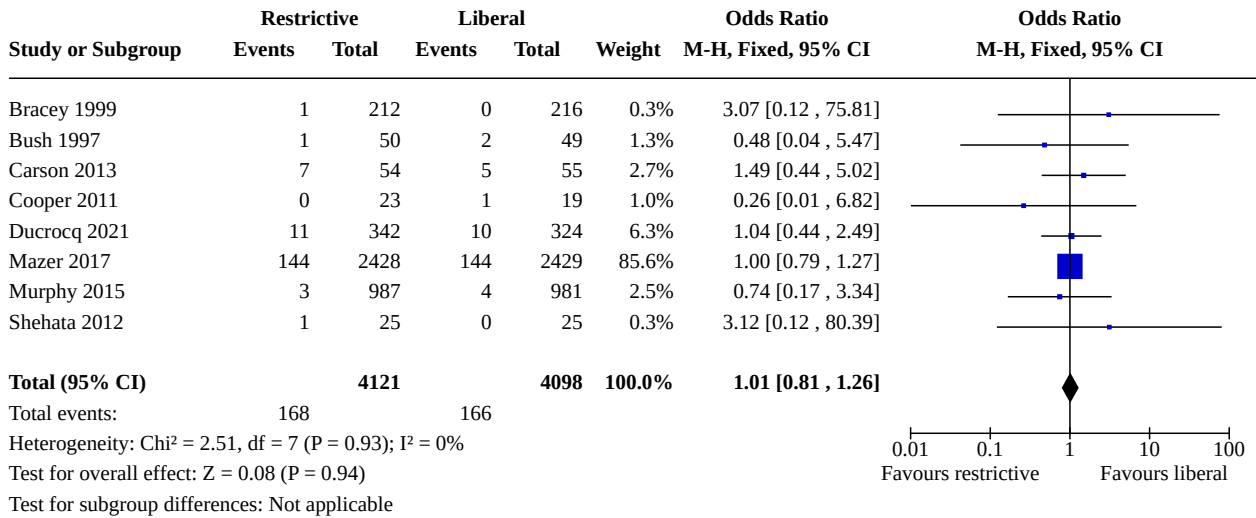 Restrictive Liberal Odds Ratio Odds Ratio
Study or Subgroup Events Total Events Total Weight M-H, Fixed, 95% CI M-H, Fixed, 95% CI
Bracey 1999 1 212 0 216 0.3% 3.07 [0.12 , 75.81]
Bush 1997 1 50 2 49 1.3% 0.48 [0.04 , 5.47]
Carson 2013 7 54 5 55 2.7% 1.49 [0.44 , 5.02]
Cooper 2011 0 23 1 19 1.0% 0.26 [0.01 , 6.82]
Ducrocq 2021 11 342 10 324 6.3% 1.04 [0.44 , 2.49]
Mazer 2017 144 2428 144 2429 85.6% 1.00 [0.79 , 1.27]
Murphy 2015 3 987 4 981 2.5% 0.74 [0.17 , 3.34]
Shehata 2012 1 25 0 25 0.3% 3.12 [0.12 , 80.39]
Total (95% CI) 4121 4098 100.0% 1.01 [0.81 , 1.26]
Total events: 168 166
Heterogeneity: Chi² = 2.51, df = 7 (P = 0.93); I² = 0%
0.01 0.1 1 10 100
Test for overall effect: Z = 0.08 (P = 0.94)
Favours restrictive Favours liberal
Test for subgroup differences: Not applicable